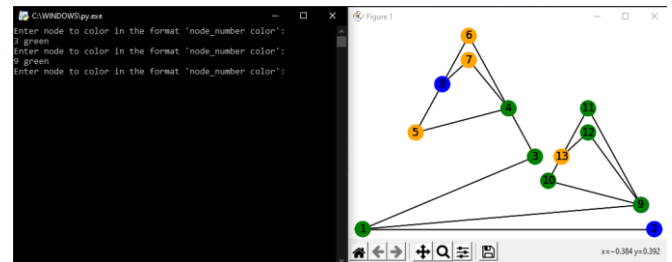 C:\WINDOWS\py.exe
Enter node to color in the format 'node_number color':
3 green
Enter node to color in the format 'node_number color':
9 green
Enter node to color in the format 'node_number color':
Figure 1
6
7
8
4
5
3
11
12
13
10
9
1
2
x=-0.384 y=0.392